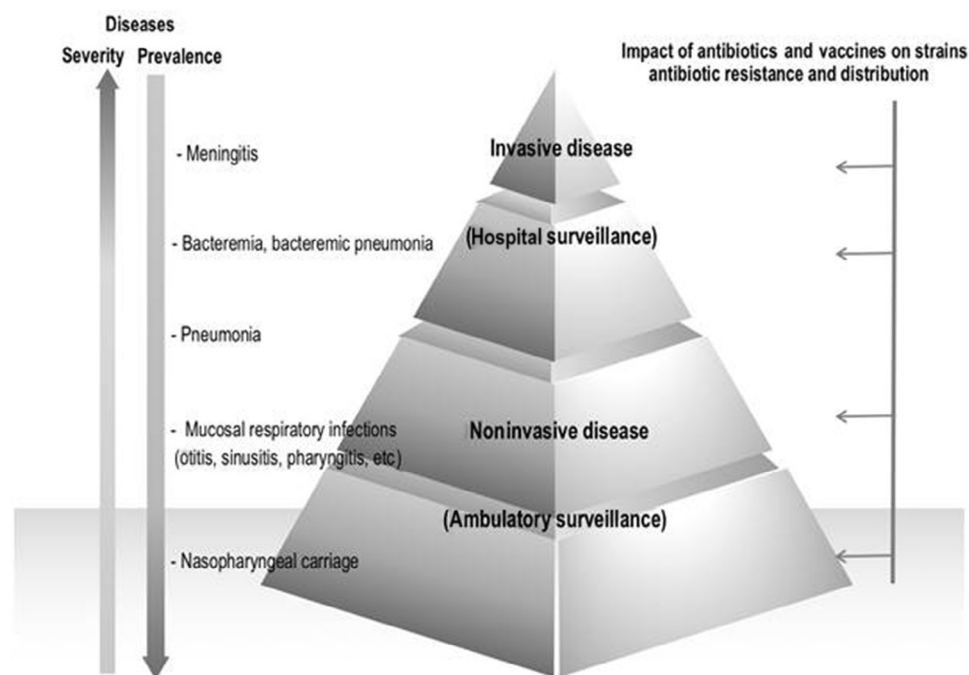 Diseases
Severity Prevalence
Impact of antibiotics and vaccines on strains
antibiotic resistance and distribution
- Meningitis
Invasive disease
- Bacteremia, bacteremic pneumonia
(Hospital surveillance)
- Pneumonia
- Mucosal respiratory infections
(otitis, sinusitis, pharyngitis, etc)
Noninvasive disease
(Ambulatory surveillance)
- Nasopharyngeal carriage